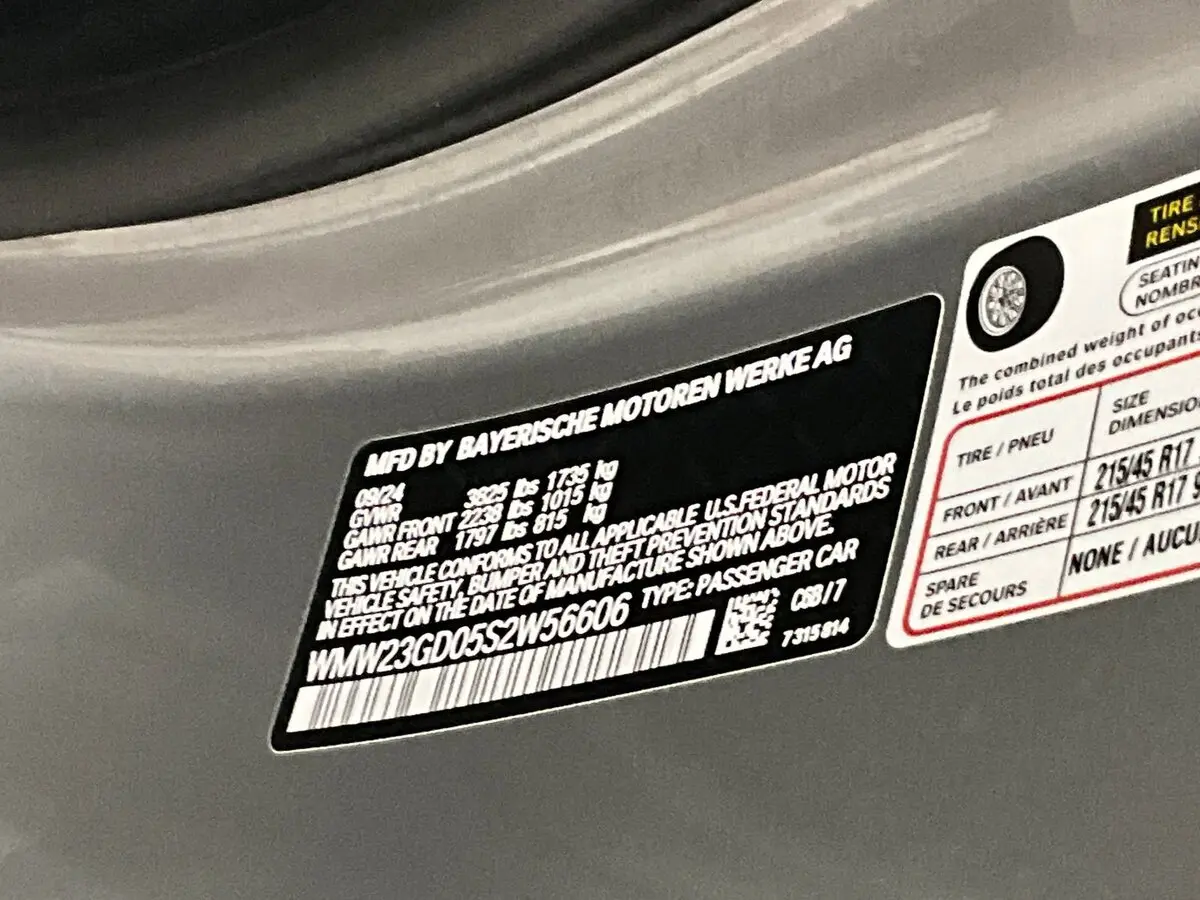 MFD BY BAYERISCHE MOTOREN WERKE AG
09/24
GVWR 3825 lbs 1735 kg
GAWR FRONT 2238 lbs 1015 kg
GAWR REAR 1797 lbs 815 kg
THIS VEHICLE CONFORMS TO ALL APPLICABLE U.S.FEDERAL MOTOR
VEHICLE SAFETY, BUMPER AND THEFT PREVENTION STANDARDS
IN EFFECT ON THE DATE OF MANUFACTURE SHOWN ABOVE.
WMW23GD05S2W56606 TYPE: PASSENGER CAR
C6B/7
7 315 814
TIRE
RENS
SEATIN
NOMBR
The combined weight of occ
Le poids total des occupants
TIRE / PNEU
SIZE
DIMENSIO
FRONT / AVANT 215/45 R17
REAR / ARRIÈRE 215/45 R17 9
SPARE
DE SECOURS
NONE / AUCU